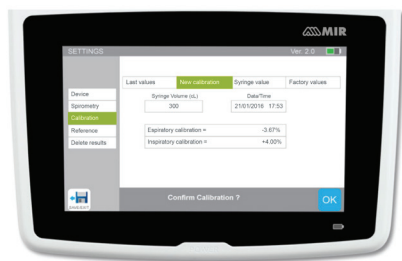 MIR
SETTINGS
Ver. 2.0
Last values New calibration Syringe value Factory values
Device
Spirometry
Calibration
Reference
Delete results
Syringe Volume (cL) Data/Time
300 21/01/2016 17:53
Espiratory calibration = -3.67%
Inspiratory calibration = +4.00%
Confirm Calibration ?
OK